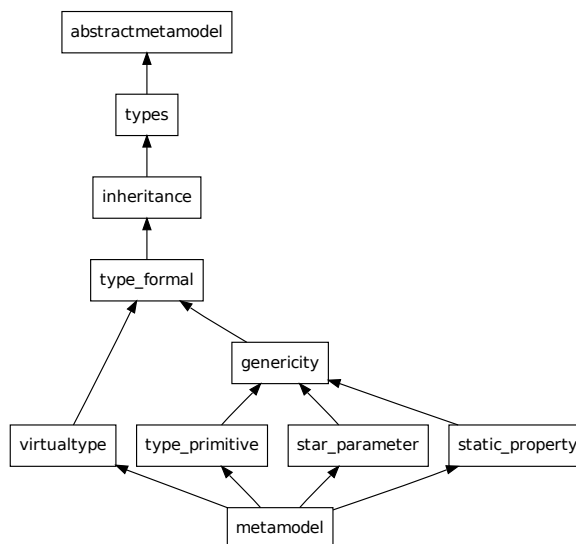 abstractmetamodel
types
inheritance
type_formal
genericity
virtualtype
type_primitive
star_parameter
static_property
metamodel